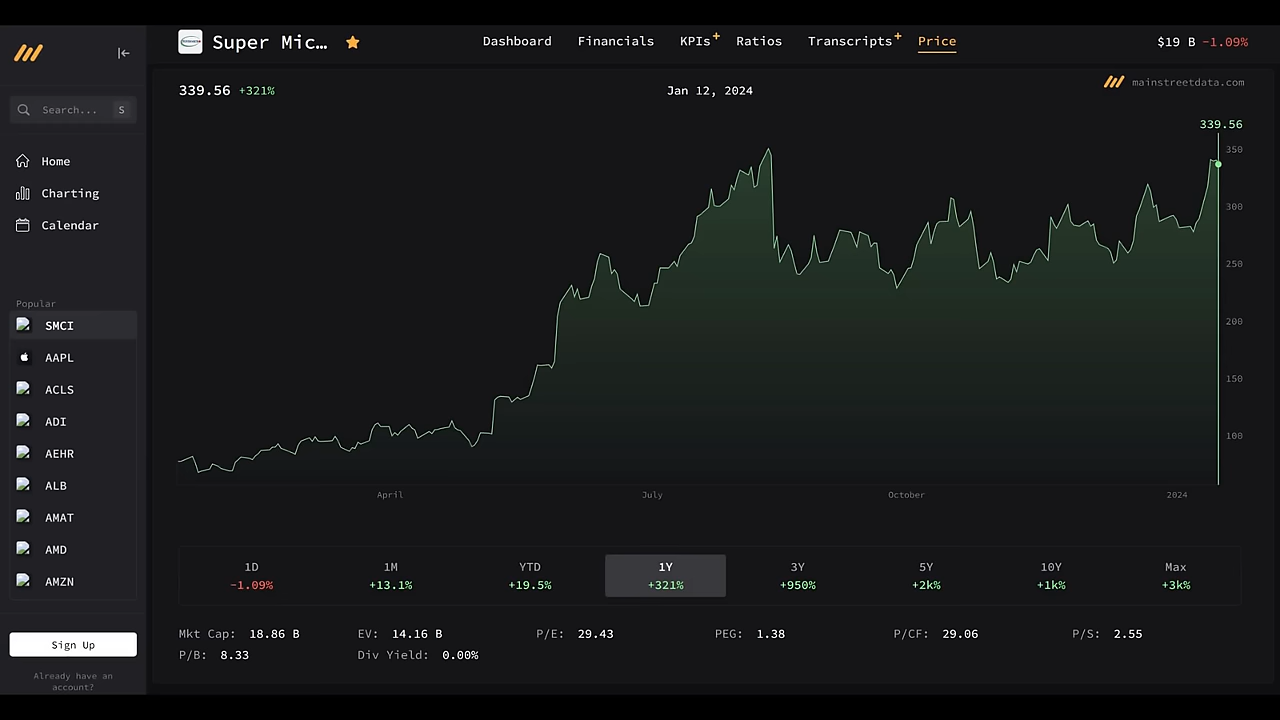 Super Mic…
Dashboard Financials KPIs+ Ratios Transcripts+ Price
$19 B -1.09%
Search... S
Home
Charting
Calendar
Popular
SMCI
AAPL
ACLS
ADI
AEHR
ALB
AMAT
AMD
AMZN
Sign Up
Already have an
account?
339.56 +321%
Jan 12, 2024
mainstreetdata.com
339.56
350
300
250
200
150
100
April July October 2024
1D 1M YTD 1Y 3Y 5Y 10Y Max
-1.09% +13.1% +19.5% +321% +950% +2k% +1k% +3k%
Mkt Cap: 18.86 B EV: 14.16 B P/E: 29.43 PEG: 1.38 P/CF: 29.06 P/S: 2.55
P/B: 8.33 Div Yield: 0.00%